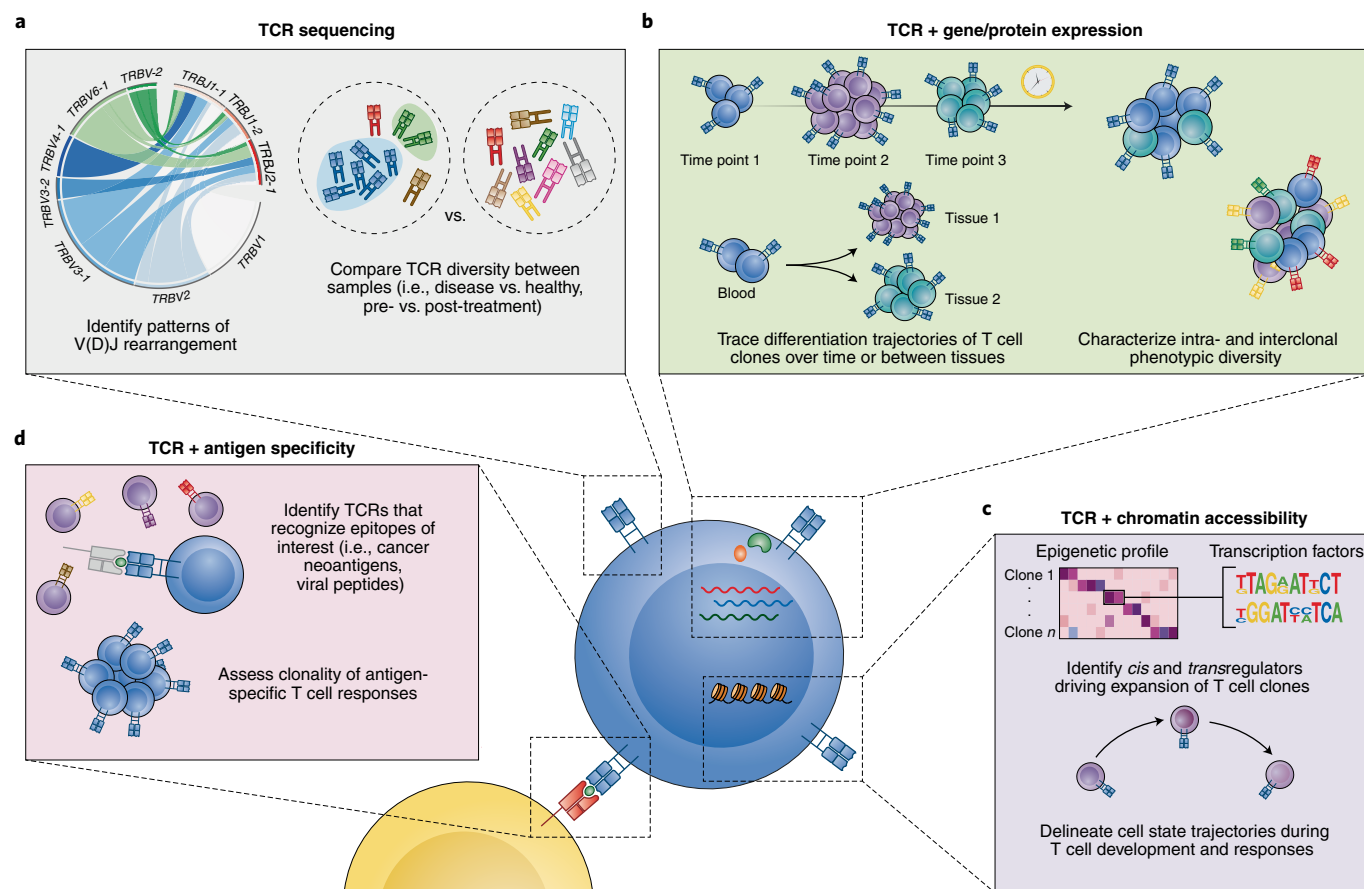 a
TCR sequencing
TRBV6-1
TRBV-2
TRBJ1-1
TRBJ1-2
TRBJ2-1
TRBV4-1
TRBV3-2
TRBV3-1
TRBV2
TRBV1
Identify patterns of
V(D)J rearrangement
vs.
Compare TCR diversity between
samples (i.e., disease vs. healthy,
pre- vs. post-treatment)
b
TCR + gene/protein expression
Time point 1
Time point 2
Time point 3
Blood
Tissue 1
Tissue 2
Trace differentiation trajectories of T cell
clones over time or between tissues
Characterize intra- and interclonal
phenotypic diversity
d
TCR + antigen specificity
Identify TCRs that
recognize epitopes of
interest (i.e., cancer
neoantigens,
viral peptides)
Assess clonality of antigen-
specific T cell responses
c
TCR + chromatin accessibility
Epigenetic profile
Transcription factors
Clone 1
.
.
.
Clone n
TTAGAATTCT
TGGATCCTCA
Identify cis and transregulators
driving expansion of T cell clones
Delineate cell state trajectories during
T cell development and responses